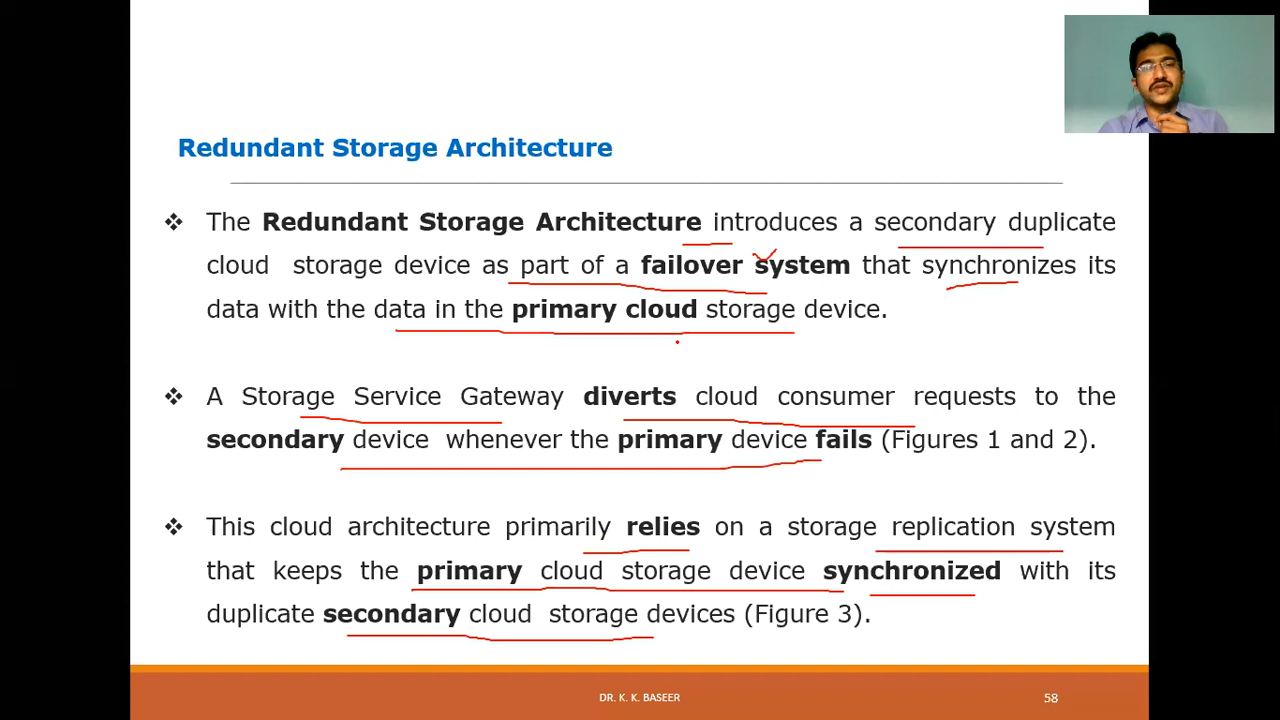 Redundant Storage Architecture
❖ The Redundant Storage Architecture introduces a secondary duplicate
cloud storage device as part of a failover system that synchronizes its
data with the data in the primary cloud storage device.
❖ A Storage Service Gateway diverts cloud consumer requests to the
secondary device whenever the primary device fails (Figures 1 and 2).
❖ This cloud architecture primarily relies on a storage replication system
that keeps the primary cloud storage device synchronized with its
duplicate secondary cloud storage devices (Figure 3).
DR. K. K. BASEER
58